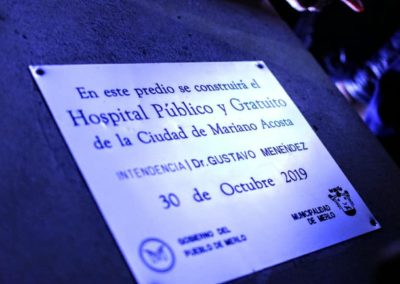 En este predio se construirá el
Hospital Público y Gratuito
de la Ciudad de Mariano Acosta
INTENDENCIA | Dr. GUSTAVO MENÉNDEZ
30 de Octubre 2019
GOBIERNO DEL
PUEBLO DE MERLO
MUNICIPALIDAD
DE MERLO